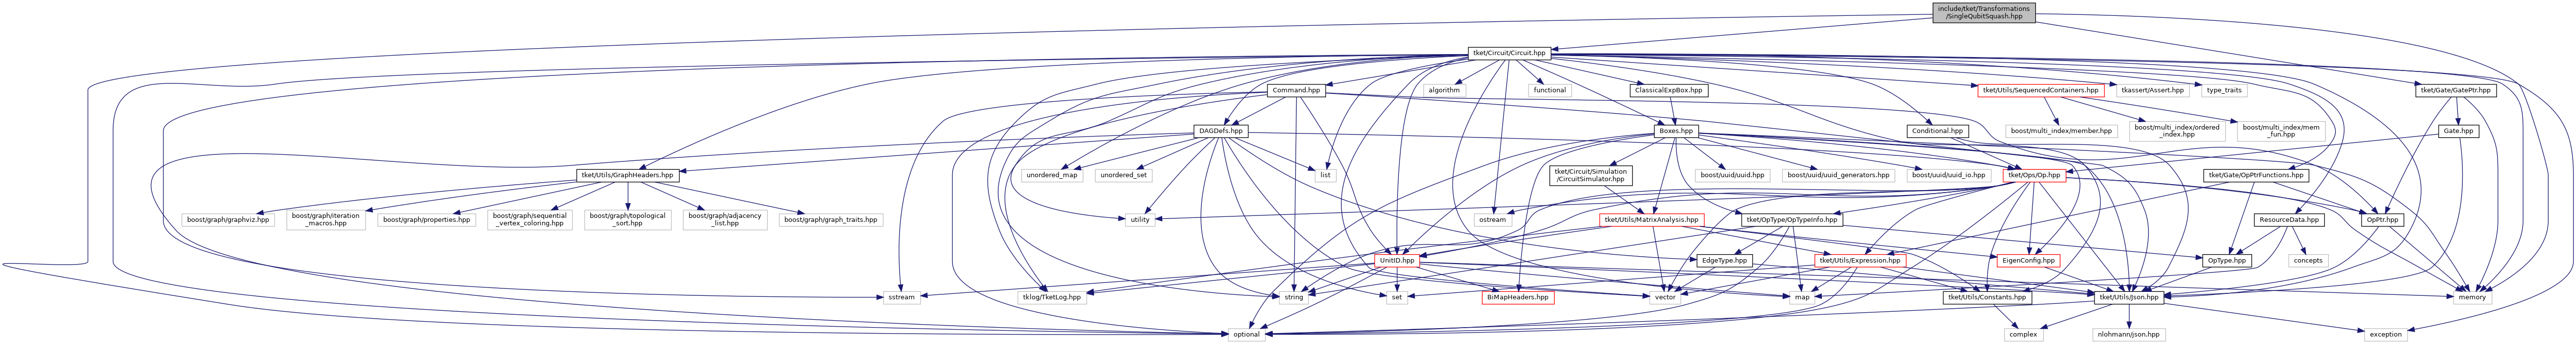 include/tket/Transformations
/SingleQubitSquash.hpp
tket/Circuit/Circuit.hpp
Command.hpp
algorithm
functional
ClassicalExpBox.hpp
tket/Utils/SequencedContainers.hpp
tkassert/Assert.hpp
type_traits
tket/Gate/GatePtr.hpp
DAGDefs.hpp
Boxes.hpp
Conditional.hpp
boost/multi_index/member.hpp
boost/multi_index/ordered
_index.hpp
boost/multi_index/mem
_fun.hpp
Gate.hpp
tket/Utils/GraphHeaders.hpp
unordered_map
unordered_set
list
tket/Circuit/Simulation
/CircuitSimulator.hpp
boost/uuid/uuid.hpp
boost/uuid/uuid_generators.hpp
boost/uuid/uuid_io.hpp
tket/Ops/Op.hpp
tket/Gate/OpPtrFunctions.hpp
boost/graph/graphviz.hpp
boost/graph/iteration
_macros.hpp
boost/graph/properties.hpp
boost/graph/sequential
_vertex_coloring.hpp
boost/graph/topological
_sort.hpp
boost/graph/adjacency
_list.hpp
boost/graph/graph_traits.hpp
utility
ostream
tket/Utils/MatrixAnalysis.hpp
tket/OpType/OpTypeInfo.hpp
ResourceData.hpp
OpPtr.hpp
UnitID.hpp
EdgeType.hpp
tket/Utils/Expression.hpp
EigenConfig.hpp
OpType.hpp
concepts
sstream
tklog/TketLog.hpp
string
set
BiMapHeaders.hpp
vector
map
tket/Utils/Constants.hpp
tket/Utils/Json.hpp
memory
optional
complex
nlohmann/json.hpp
exception